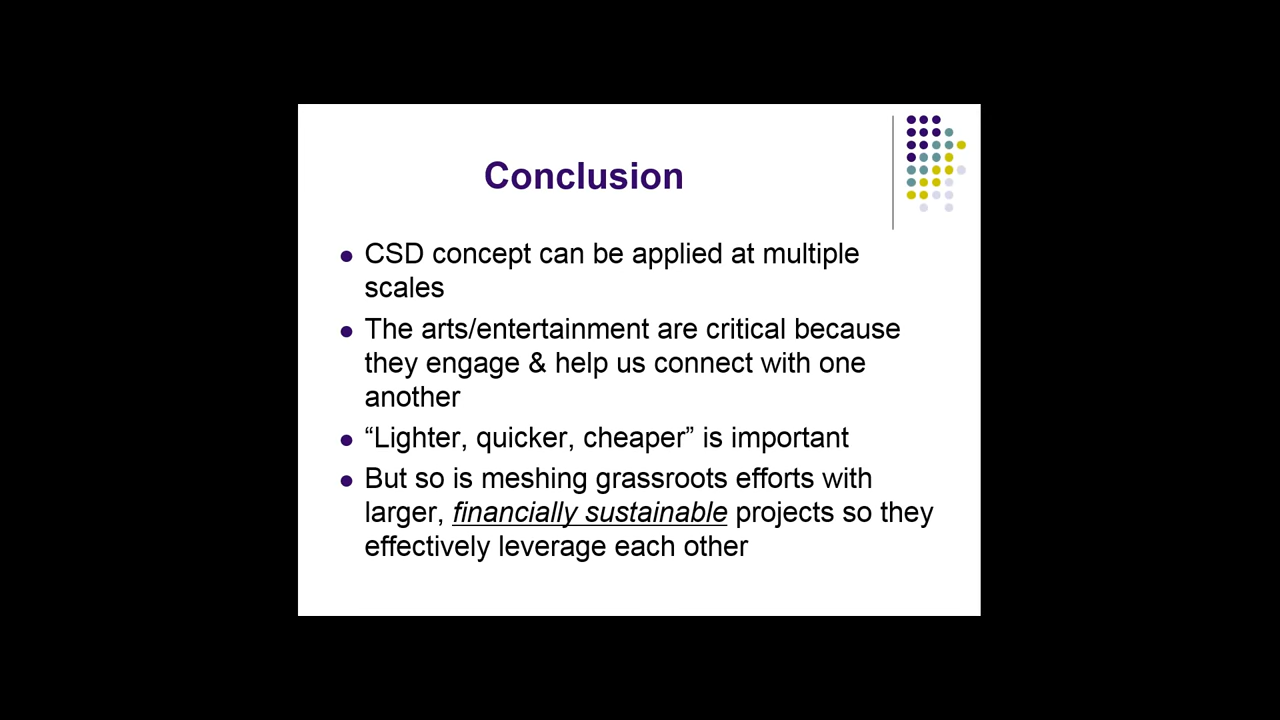 Conclusion
● CSD concept can be applied at multiple
scales
● The arts/entertainment are critical because
they engage & help us connect with one
another
● “Lighter, quicker, cheaper” is important
● But so is meshing grassroots efforts with
larger, financially sustainable projects so they
effectively leverage each other